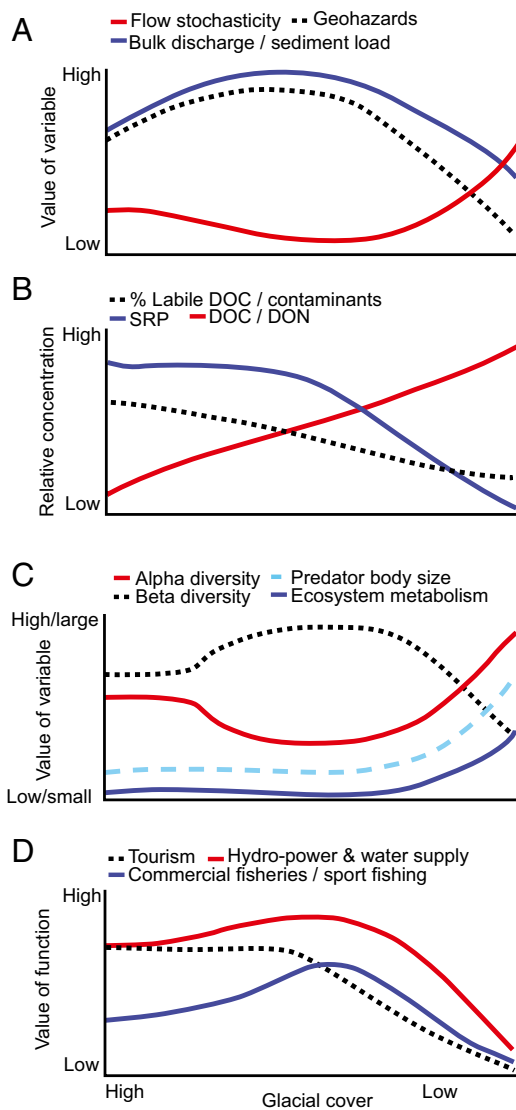 A
Flow stochasticity
Geohazards
Bulk discharge / sediment load
High
Value of variable
Low
B
% Labile DOC / contaminants
SRP
DOC / DON
High
Relative concentration
Low
C
Alpha diversity
Predator body size
Beta diversity
Ecosystem metabolism
High/large
Value of variable
Low/small
D
Tourism
Hydro-power & water supply
Commercial fisheries / sport fishing
High
Value of function
Low
High
Glacial cover
Low